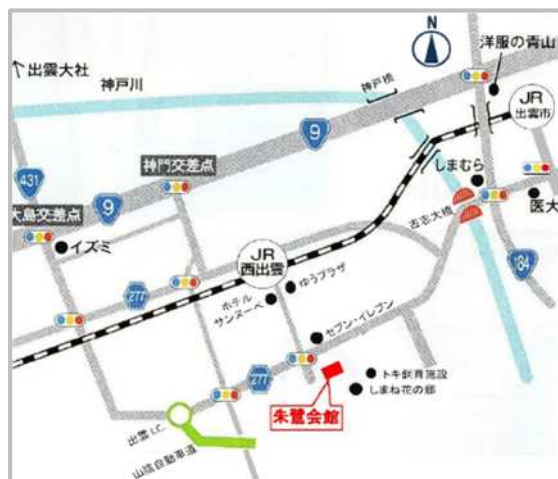 N
洋服の青山
↑出雲大社
神戸川
神戸橋
JR
出雲市
9
神門交差点
431
9
しまむら
大島交差点
イズミ
古志大橋
医大
JR
西出雲
184
ゆうプラザ
277
ホテル
サンヌーベ
セブン・イレブン
277
トキ飼育施設
しまね花の郷
朱鷺会館
出雲I.C.
山陰自動車道